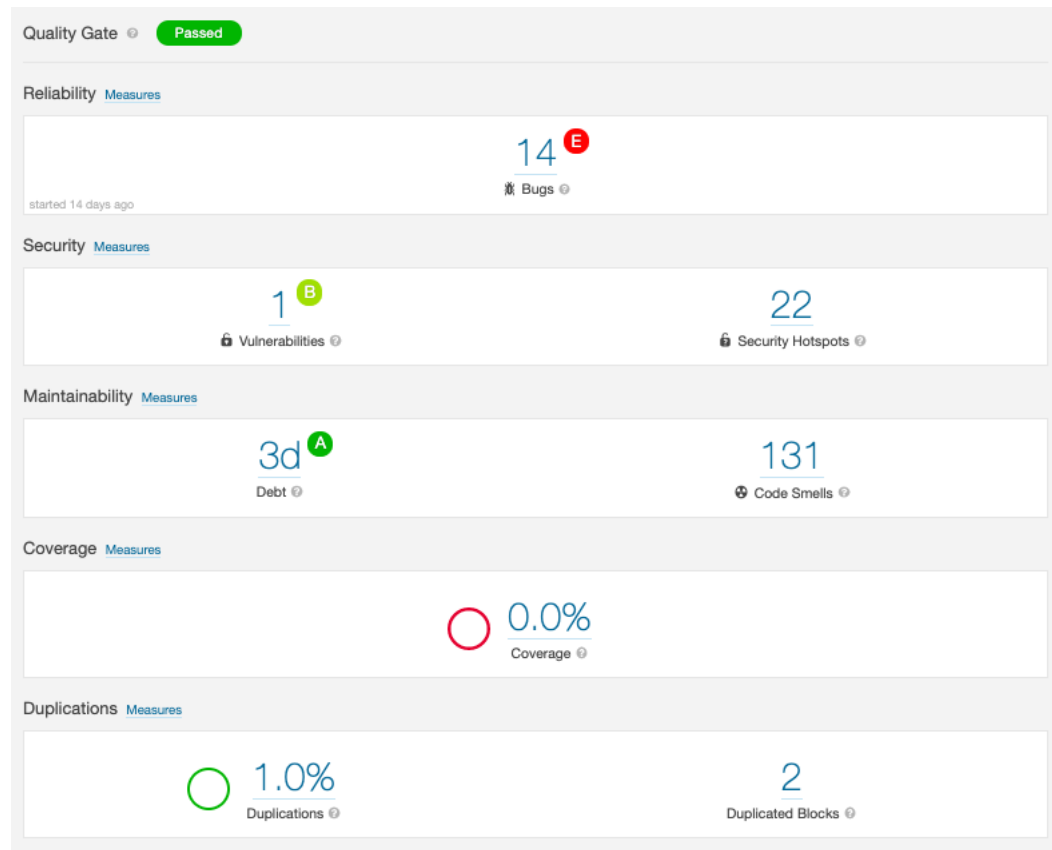 Quality Gate ? Passed
Reliability Measures
14 E
Bugs ?
started 14 days ago
Security Measures
1 B
Vulnerabilities ?
22
Security Hotspots ?
Maintainability Measures
3d A
Debt ?
131
Code Smells ?
Coverage Measures
0.0%
Coverage ?
Duplications Measures
1.0%
Duplications ?
2
Duplicated Blocks ?